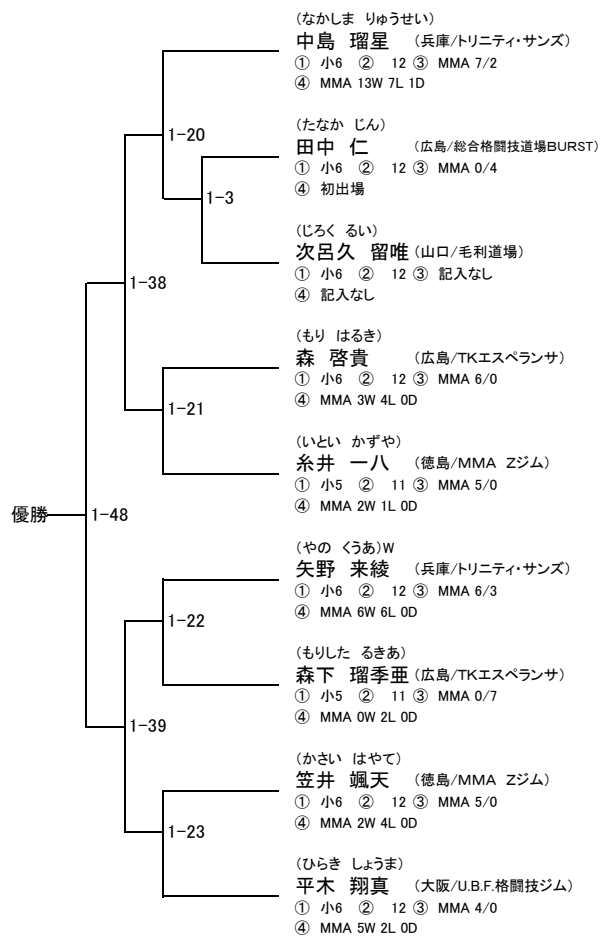 （なかしま りゅうせい）
中島 瑠星 （兵庫/トリニティ・サンズ）
① 小6 ② 12 ③ MMA 7/2
④ MMA 13W 7L 1D
1-20
（たなか じん）
田中 仁 （広島/総合格闘技道場BURST）
① 小6 ② 12 ③ MMA 0/4
④ 初出場
1-3
（じろく るい）
次呂久 留唯 （山口/毛利道場）
① 小6 ② 12 ③ 記入なし
④ 記入なし
1-38
（もり はるき）
森 啓貴 （広島/TKエスペランサ）
① 小6 ② 12 ③ MMA 6/0
④ MMA 3W 4L 0D
1-21
（いとい かずや）
糸井 一八 （徳島/MMA Zジム）
① 小5 ② 11 ③ MMA 5/0
④ MMA 2W 1L 0D
優勝 1-48
（やの くうあ）W
矢野 来綾 （兵庫/トリニティ・サンズ）
① 小6 ② 12 ③ MMA 6/3
④ MMA 6W 6L 0D
1-22
（もりした るきあ）
森下 瑠季亜 （広島/TKエスペランサ）
① 小5 ② 11 ③ MMA 0/7
④ MMA 0W 2L 0D
1-39
（かさい はやて）
笠井 颯天 （徳島/MMA Zジム）
① 小6 ② 12 ③ MMA 5/0
④ MMA 2W 4L 0D
1-23
（ひらき しょうま）
平木 翔真 （大阪/U.B.F.格闘技ジム）
① 小6 ② 12 ③ MMA 4/0
④ MMA 5W 2L 0D